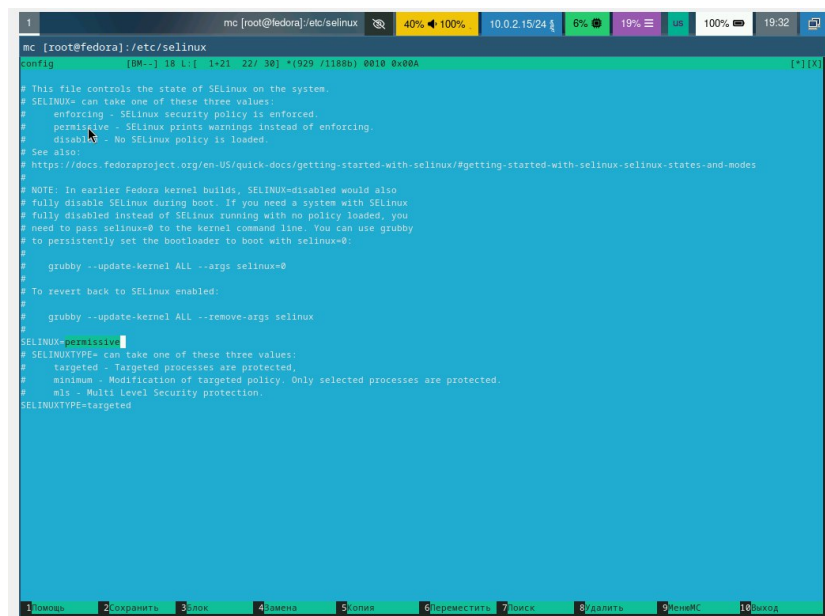 1 mc [root@fedora]:/etc/selinux 40% 100% 10.0.2.15/24 6% 19% us 100% 19:32
mc [root@fedora]:/etc/selinux
config [BM--] 18 L:[ 1+21 22/ 30] *(929 /1188b) 0010 0x00A [*][X]
# This file controls the state of SELinux on the system.
# SELINUX= can take one of these three values:
# enforcing - SELinux security policy is enforced.
# permissive - SELinux prints warnings instead of enforcing.
# disabled - No SELinux policy is loaded.
# See also:
# https://docs.fedoraproject.org/en-US/quick-docs/getting-started-with-selinux/#getting-started-with-selinux-selinux-states-and-modes
#
# NOTE: In earlier Fedora kernel builds, SELINUX=disabled would also
# fully disable SELinux during boot. If you need a system with SELinux
# fully disabled instead of SELinux running with no policy loaded, you
# need to pass selinux=0 to the kernel command line. You can use grubby
# to persistently set the bootloader to boot with selinux=0:
#
# grubby --update-kernel ALL --args selinux=0
#
# To revert back to SELinux enabled:
#
# grubby --update-kernel ALL --remove-args selinux
#
SELINUX=permissive
# SELINUXTYPE= can take one of these three values:
# targeted - Targeted processes are protected,
# minimum - Modification of targeted policy. Only selected processes are protected.
# mls - Multi Level Security protection.
SELINUXTYPE=targeted
1Помощь 2Сохранить 3Блок 4Замена 5Копия 6Переместить 7Поиск 8Удалить 9МенюMC 10Выход